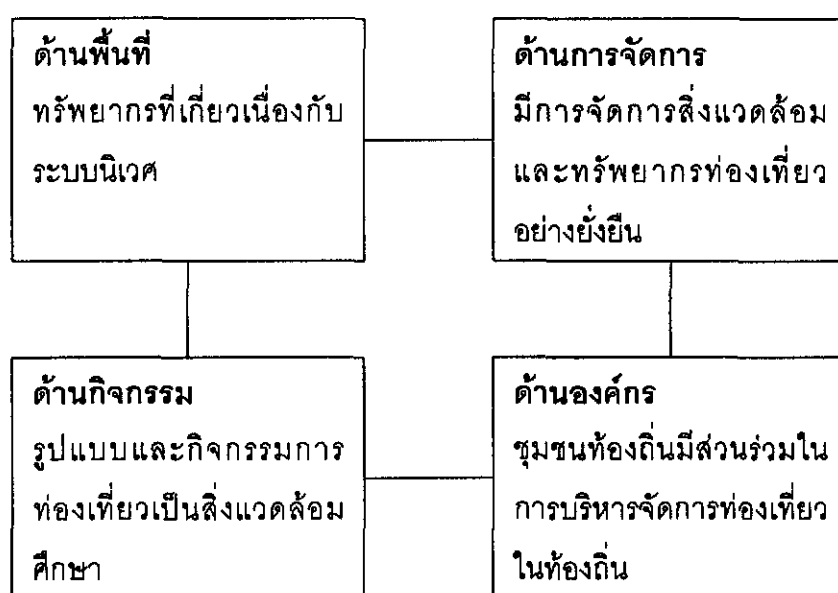 ด้านพื้นที่
ทรัพยากรที่เกี่ยวเนื่องกับ
ระบบนิเวศ
ด้านการจัดการ
มีการจัดการสิ่งแวดล้อม
และทรัพยากรท่องเที่ยว
อย่างยั่งยืน
ด้านกิจกรรม
รูปแบบและกิจกรรมการ
ท่องเที่ยวเป็นสิ่งแวดล้อม
ศึกษา
ด้านองค์กร
ชุมชนท้องถิ่นมีส่วนร่วมใน
การบริหารจัดการท่องเที่ยว
ในท้องถิ่น